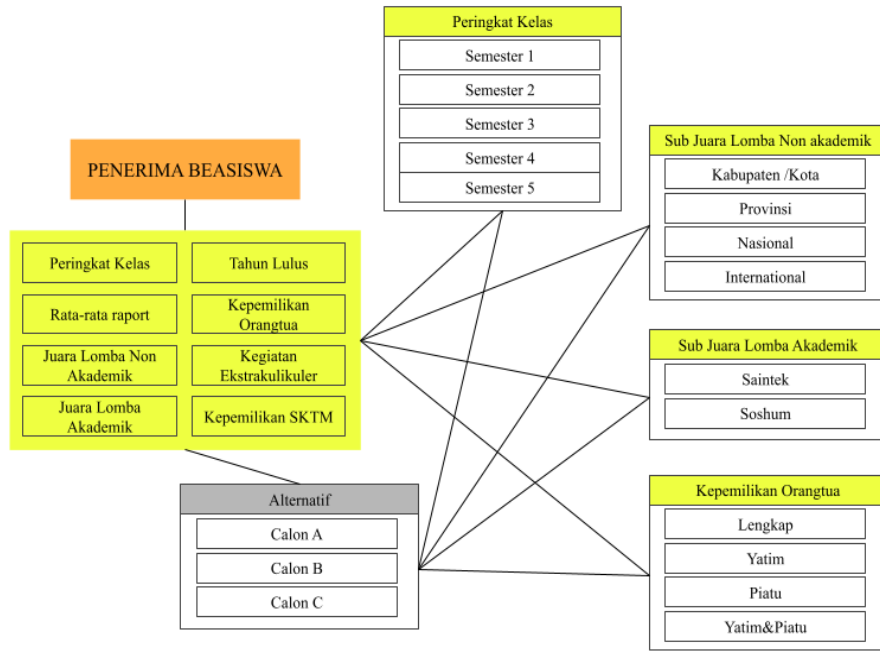 Peringkat Kelas
Semester 1
Semester 2
Semester 3
Semester 4
Semester 5
PENERIMA BEASISWA
Peringkat Kelas
Tahun Lulus
Rata-rata raport
Kepemilikan
Orangtua
Juara Lomba Non
Akademik
Kegiatan
Ekstrakulikuler
Juara Lomba
Akademik
Kepemilikan SKTM
Alternatif
Calon A
Calon B
Calon C
Sub Juara Lomba Non akademik
Kabupaten /Kota
Provinsi
Nasional
International
Sub Juara Lomba Akademik
Saintek
Soshum
Kepemilikan Orangtua
Lengkap
Yatim
Piatu
Yatim&Piatu